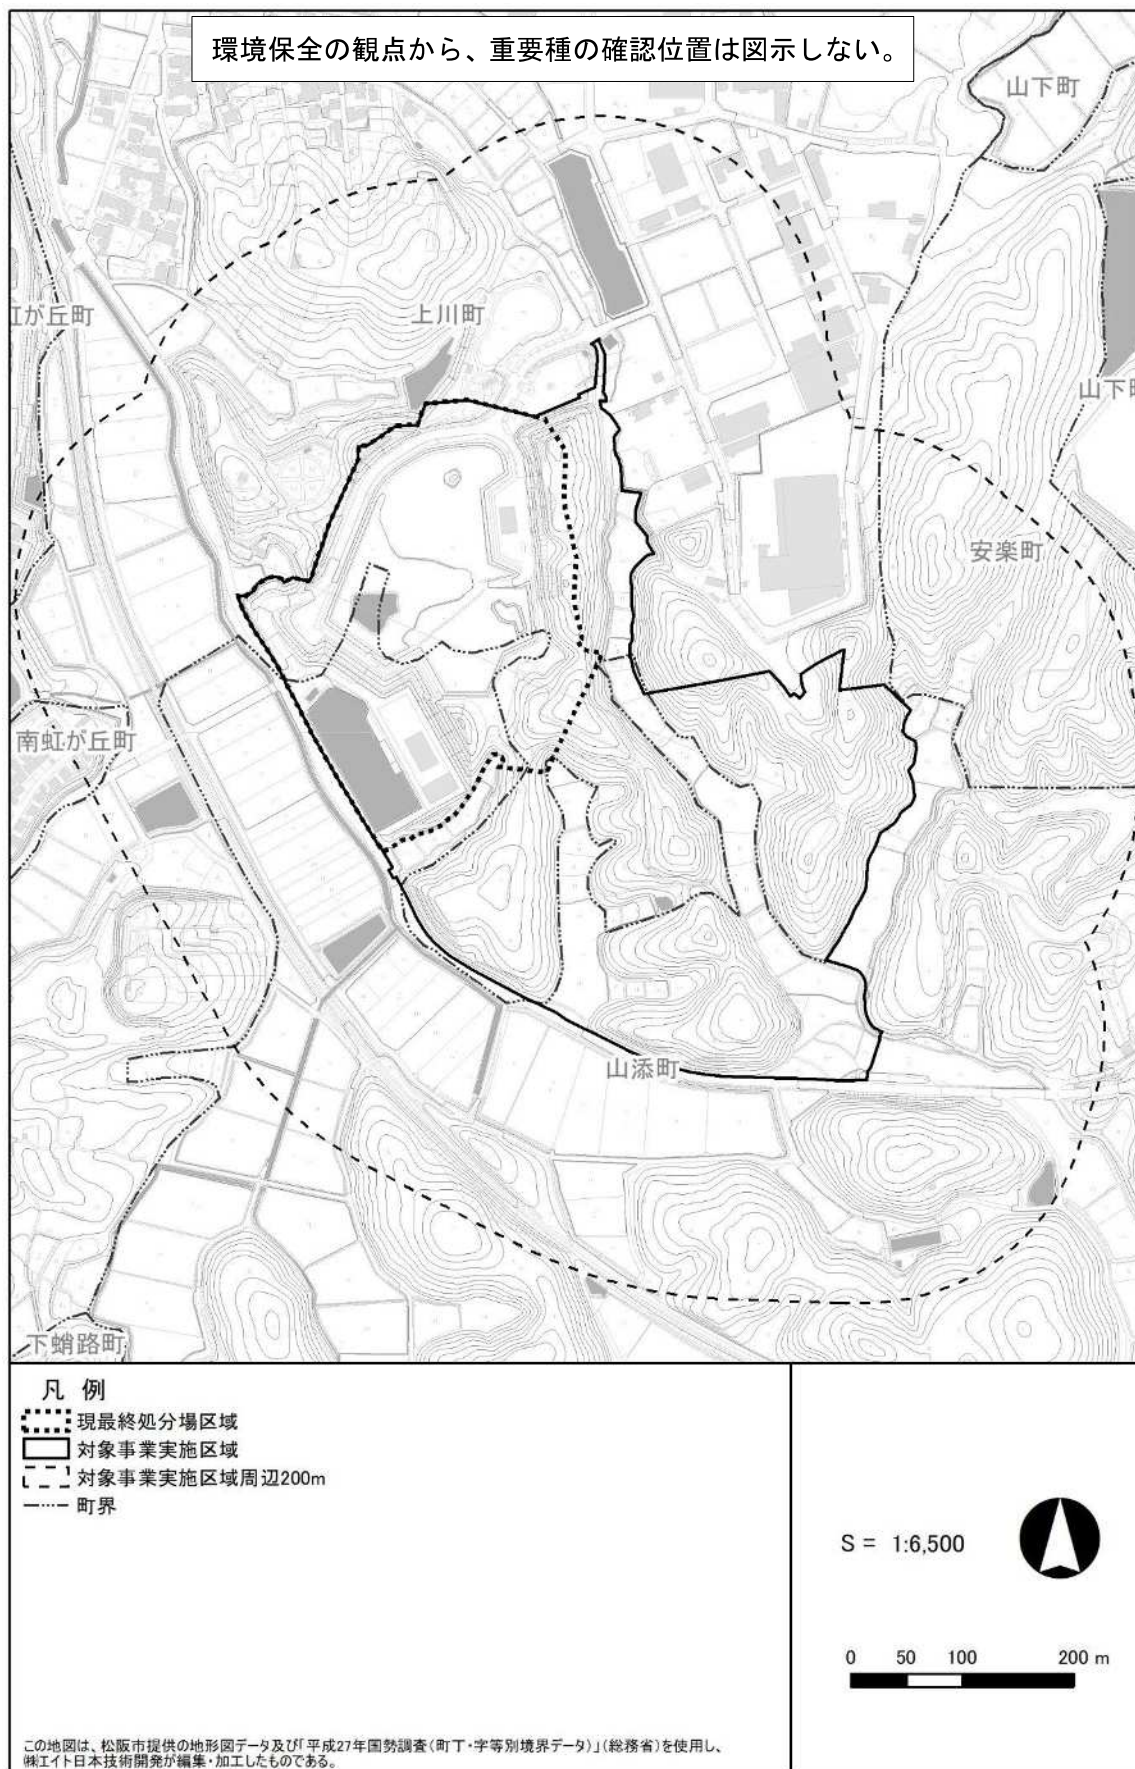 環境保全の観点から、重要種の確認位置は図示しない。
山下町
虹が丘町
上川町
山下町
安楽町
南虹が丘町
山添町
下蛸路町
凡 例
現最終処分場区域
対象事業実施区域
対象事業実施区域周辺200m
町界
S = 1:6,500
0 50 100 200 m
この地図は、松阪市提供の地形図データ及び「平成27年国勢調査（町丁・字等別境界データ）」（総務省）を使用し、
㈱エイト日本技術開発が編集・加工したものである。